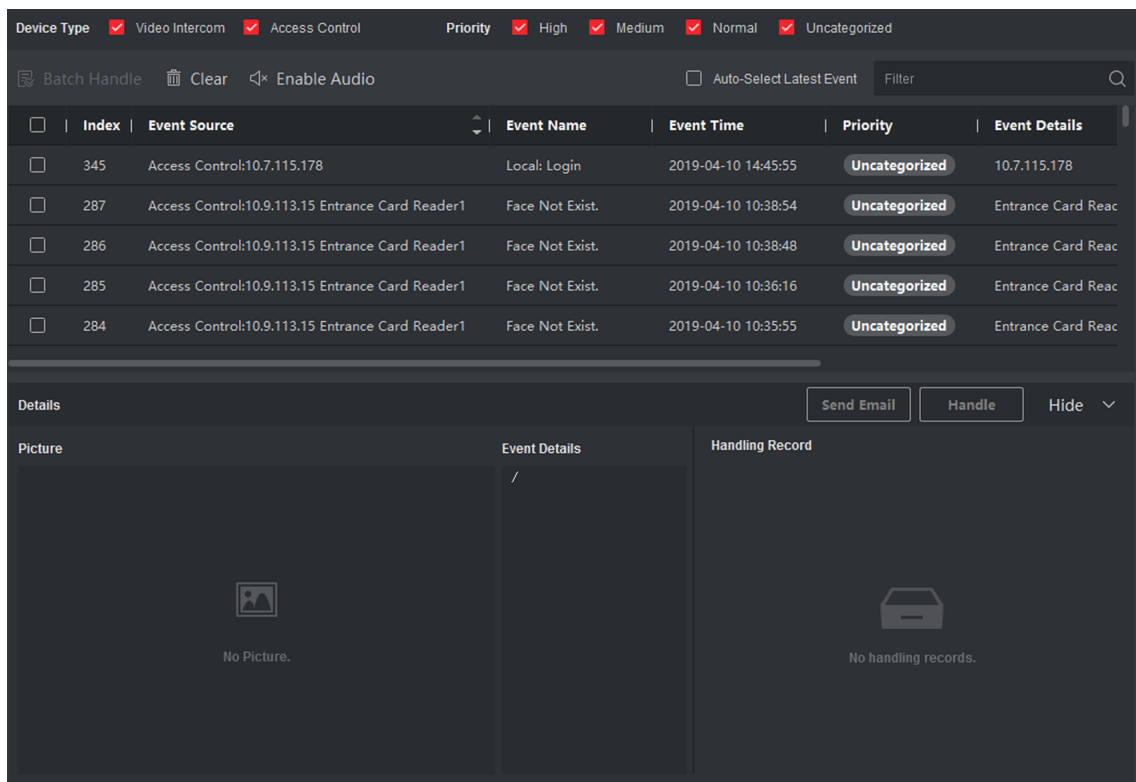 Device Type Video Intercom Access Control Priority High Medium Normal Uncategorized
Batch Handle Clear Enable Audio Auto-Select Latest Event Filter
Index Event Source Event Name Event Time Priority Event Details
345 Access Control:10.7.115.178 Local: Login 2019-04-10 14:45:55 Uncategorized 10.7.115.178
287 Access Control:10.9.113.15 Entrance Card Reader1 Face Not Exist. 2019-04-10 10:38:54 Uncategorized Entrance Card Reac
286 Access Control:10.9.113.15 Entrance Card Reader1 Face Not Exist. 2019-04-10 10:38:48 Uncategorized Entrance Card Reac
285 Access Control:10.9.113.15 Entrance Card Reader1 Face Not Exist. 2019-04-10 10:36:16 Uncategorized Entrance Card Reac
284 Access Control:10.9.113.15 Entrance Card Reader1 Face Not Exist. 2019-04-10 10:35:55 Uncategorized Entrance Card Reac
Details Send Email Handle Hide
Picture Event Details Handling Record
/
No Picture. No handling records.